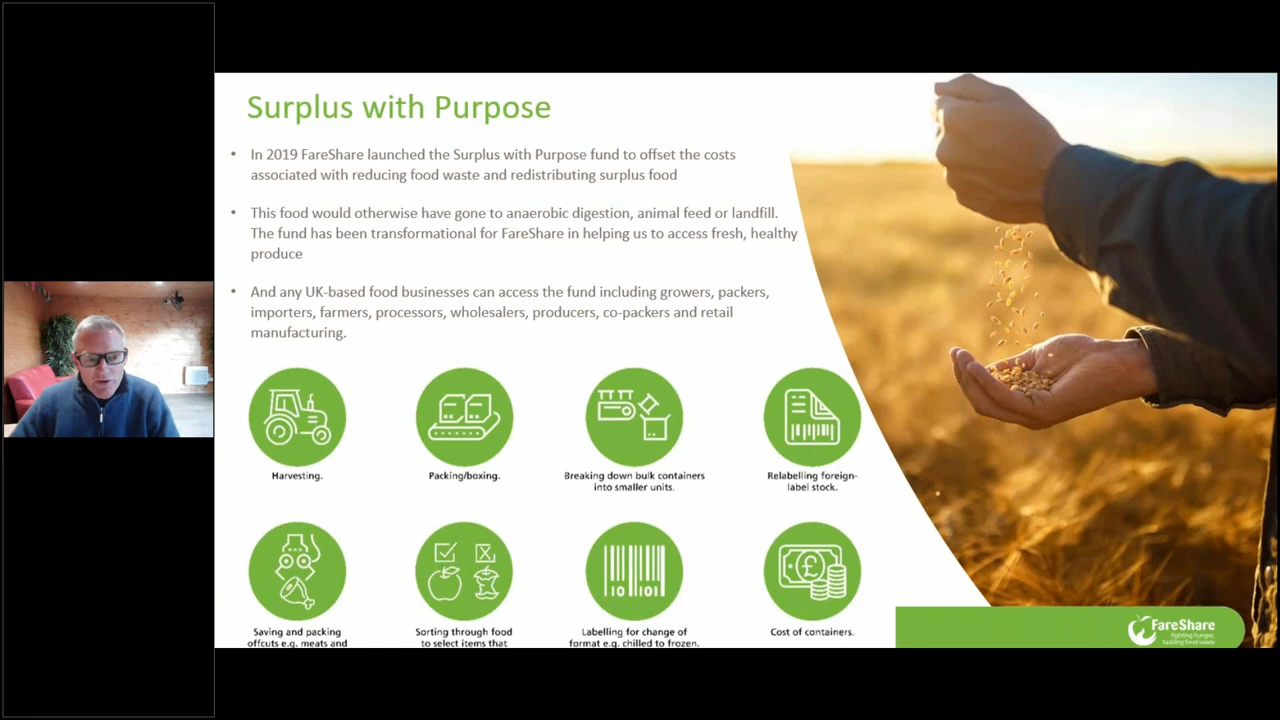 Surplus with Purpose
• In 2019 FareShare launched the Surplus with Purpose fund to offset the costs
associated with reducing food waste and redistributing surplus food
• This food would otherwise have gone to anaerobic digestion, animal feed or landfill.
The fund has been transformational for FareShare in helping us to access fresh, healthy
produce
• And any UK-based food businesses can access the fund including growers, packers,
importers, farmers, processors, wholesalers, producers, co-packers and retail
manufacturing.
Harvesting.
Packing/boxing.
Breaking down bulk containers
into smaller units.
Relabelling foreign-
label stock.
Saving and packing
offcuts e.g. meats and
Sorting through food
to select items that
Labelling for change of
format e.g. chilled to frozen.
Cost of containers.
FareShare
fighting hunger,
tackling food waste